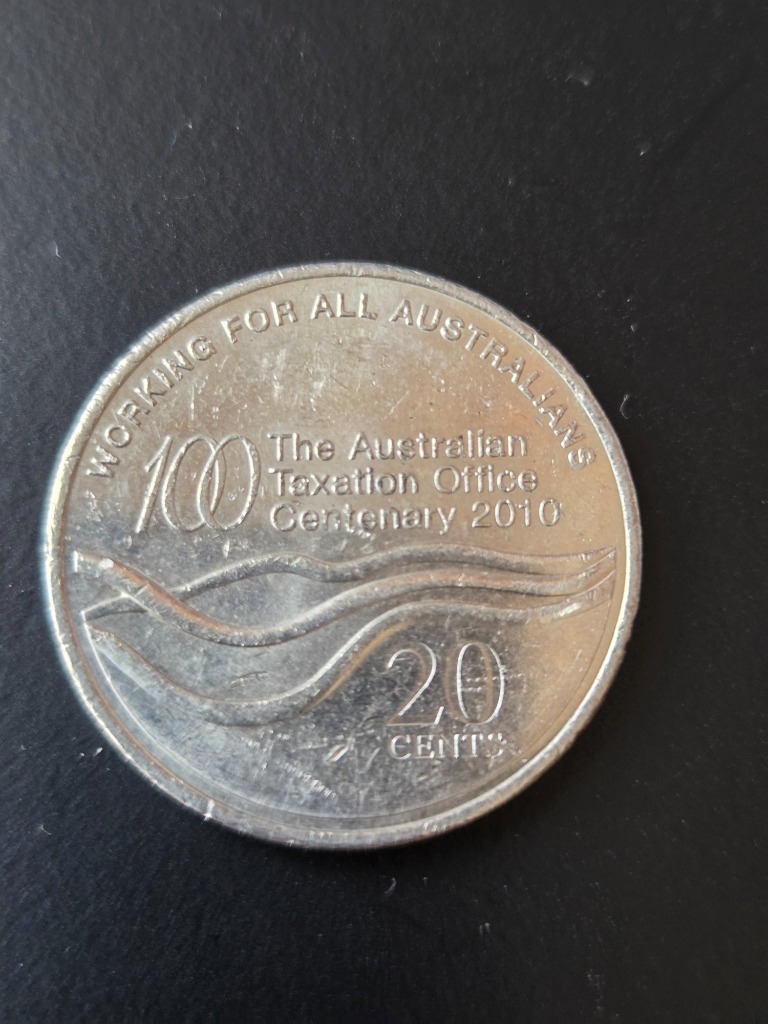 WORKING FOR ALL AUSTRALIANS
100
The Australian
Taxation Office
Centenary 2010
20
CENTS